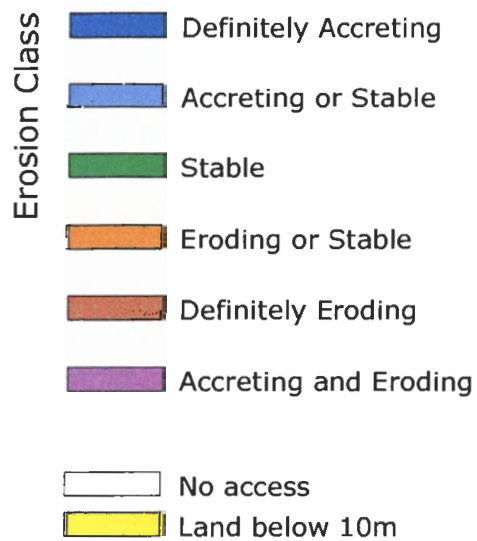 Erosion Class
Definitely Accreting
Accreting or Stable
Stable
Eroding or Stable
Definitely Eroding
Accreting and Eroding
No access
Land below 10m